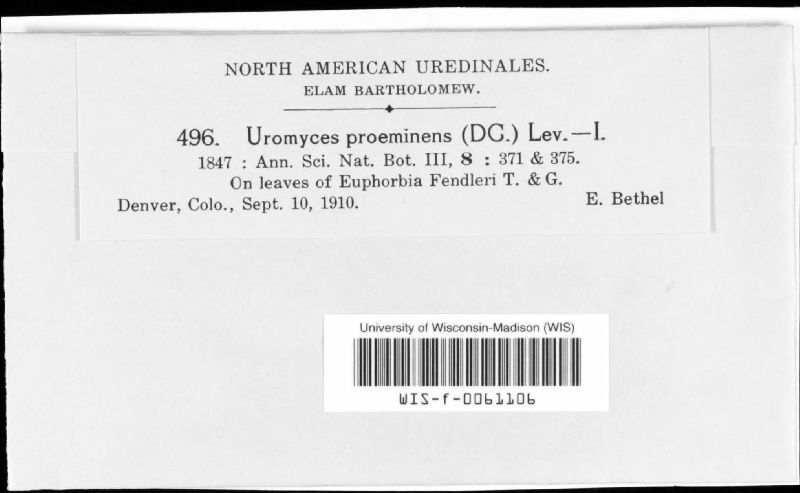 NORTH AMERICAN UREDINALES.
ELAM BARTHOLOMEW.
496. Uromyces proeminens (DC.) Lev.—I.
1847 : Ann. Sci. Nat. Bot. III, 8 : 371 & 375.
On leaves of Euphorbia Fendleri T. & G.
Denver, Colo., Sept. 10, 1910. E. Bethel
University of Wisconsin-Madison (WIS)
WIS-f-0061106